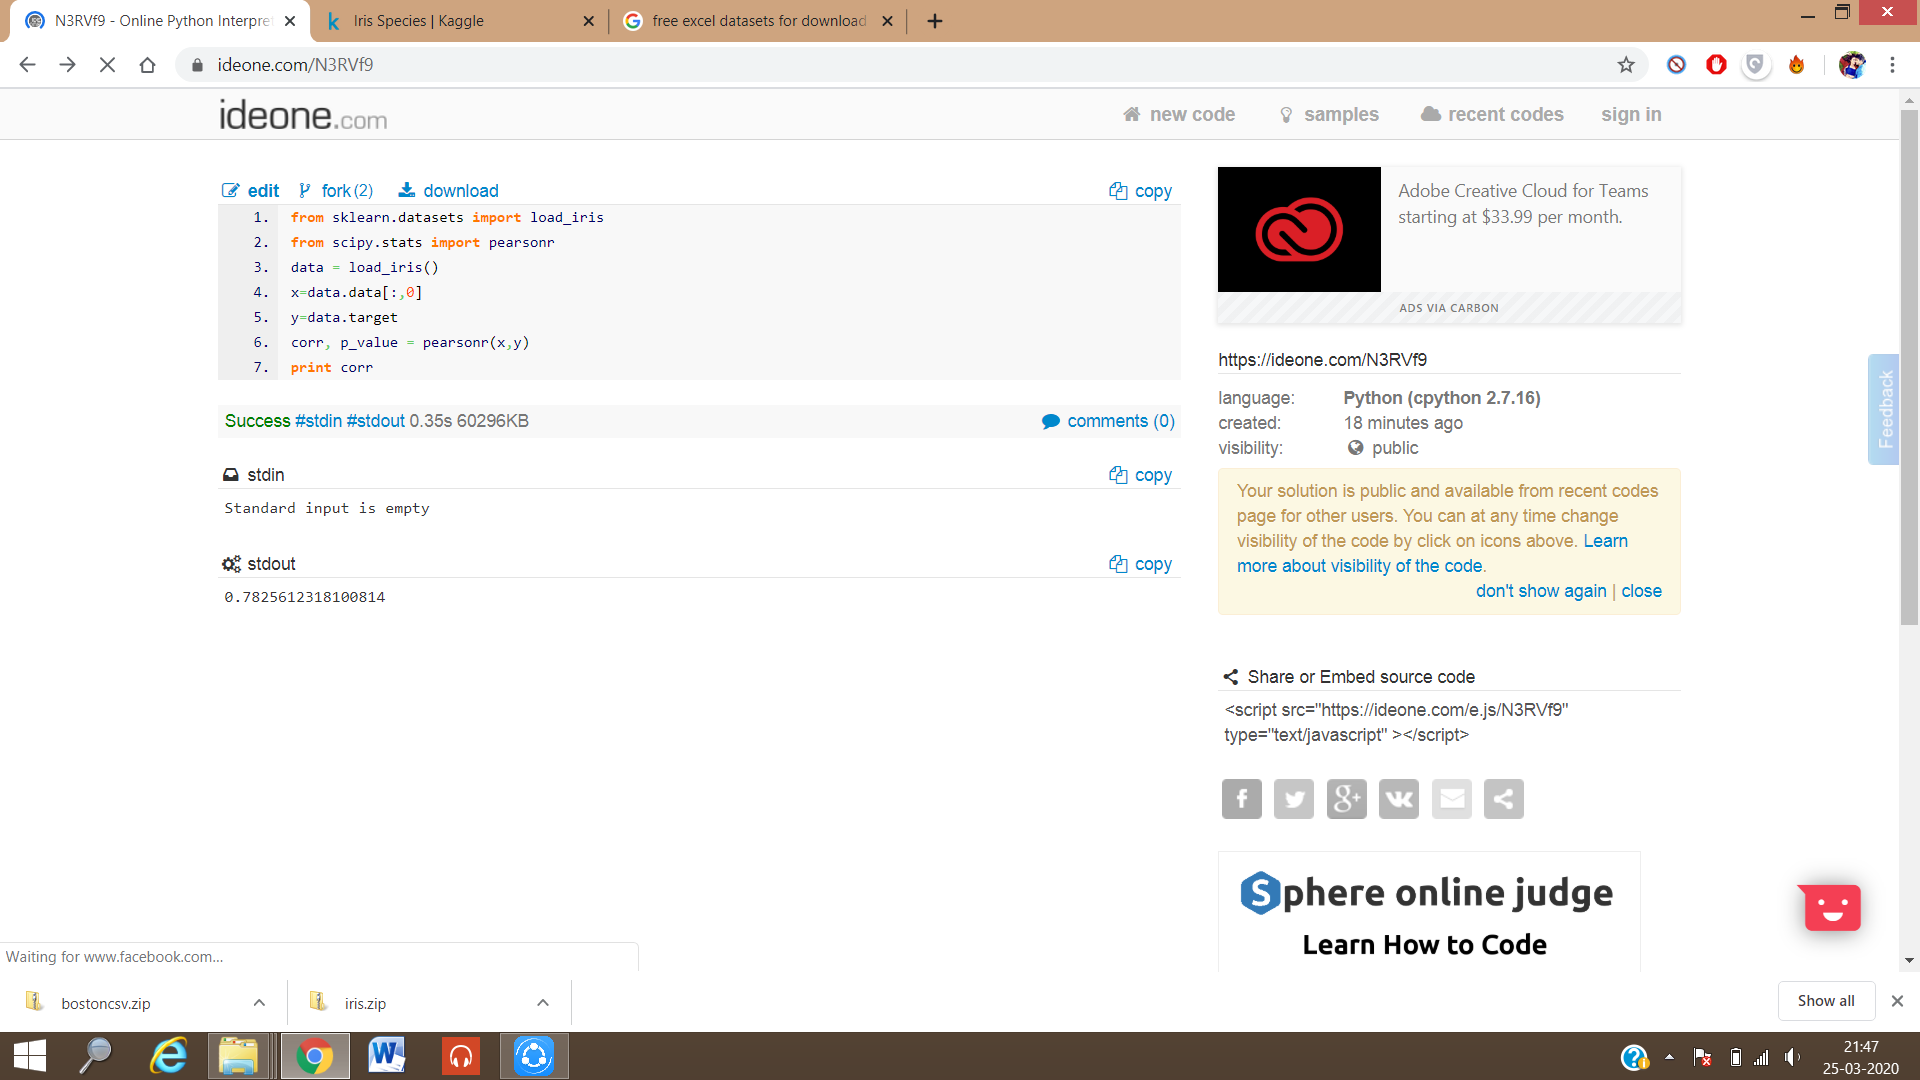 N3RVf9 - Online Python Interpre
Iris Species | Kaggle
free excel datasets for download
ideone.com/N3RVf9
ideone.com
new code
samples
recent codes
sign in
edit
fork (2)
download
copy
1. from sklearn.datasets import load_iris
2. from scipy.stats import pearsonr
3. data = load_iris()
4. x=data.data[:,0]
5. y=data.target
6. corr, p_value = pearsonr(x,y)
7. print corr
Success #stdin #stdout 0.35s 60296KB
comments (0)
stdin
copy
Standard input is empty
stdout
copy
0.7825612318100814
Adobe Creative Cloud for Teams
starting at $33.99 per month.
ADS VIA CARBON
https://ideone.com/N3RVf9
language: Python (cpython 2.7.16)
created: 18 minutes ago
visibility: public
Your solution is public and available from recent codes
page for other users. You can at any time change
visibility of the code by click on icons above. Learn
more about visibility of the code.
don't show again | close
Share or Embed source code
<script src="https://ideone.com/e.js/N3RVf9"
type="text/javascript" ></script>
Sphere online judge
Learn How to Code
Feedback
Waiting for www.facebook.com...
bostoncsv.zip
iris.zip
Show all
21:47
25-03-2020